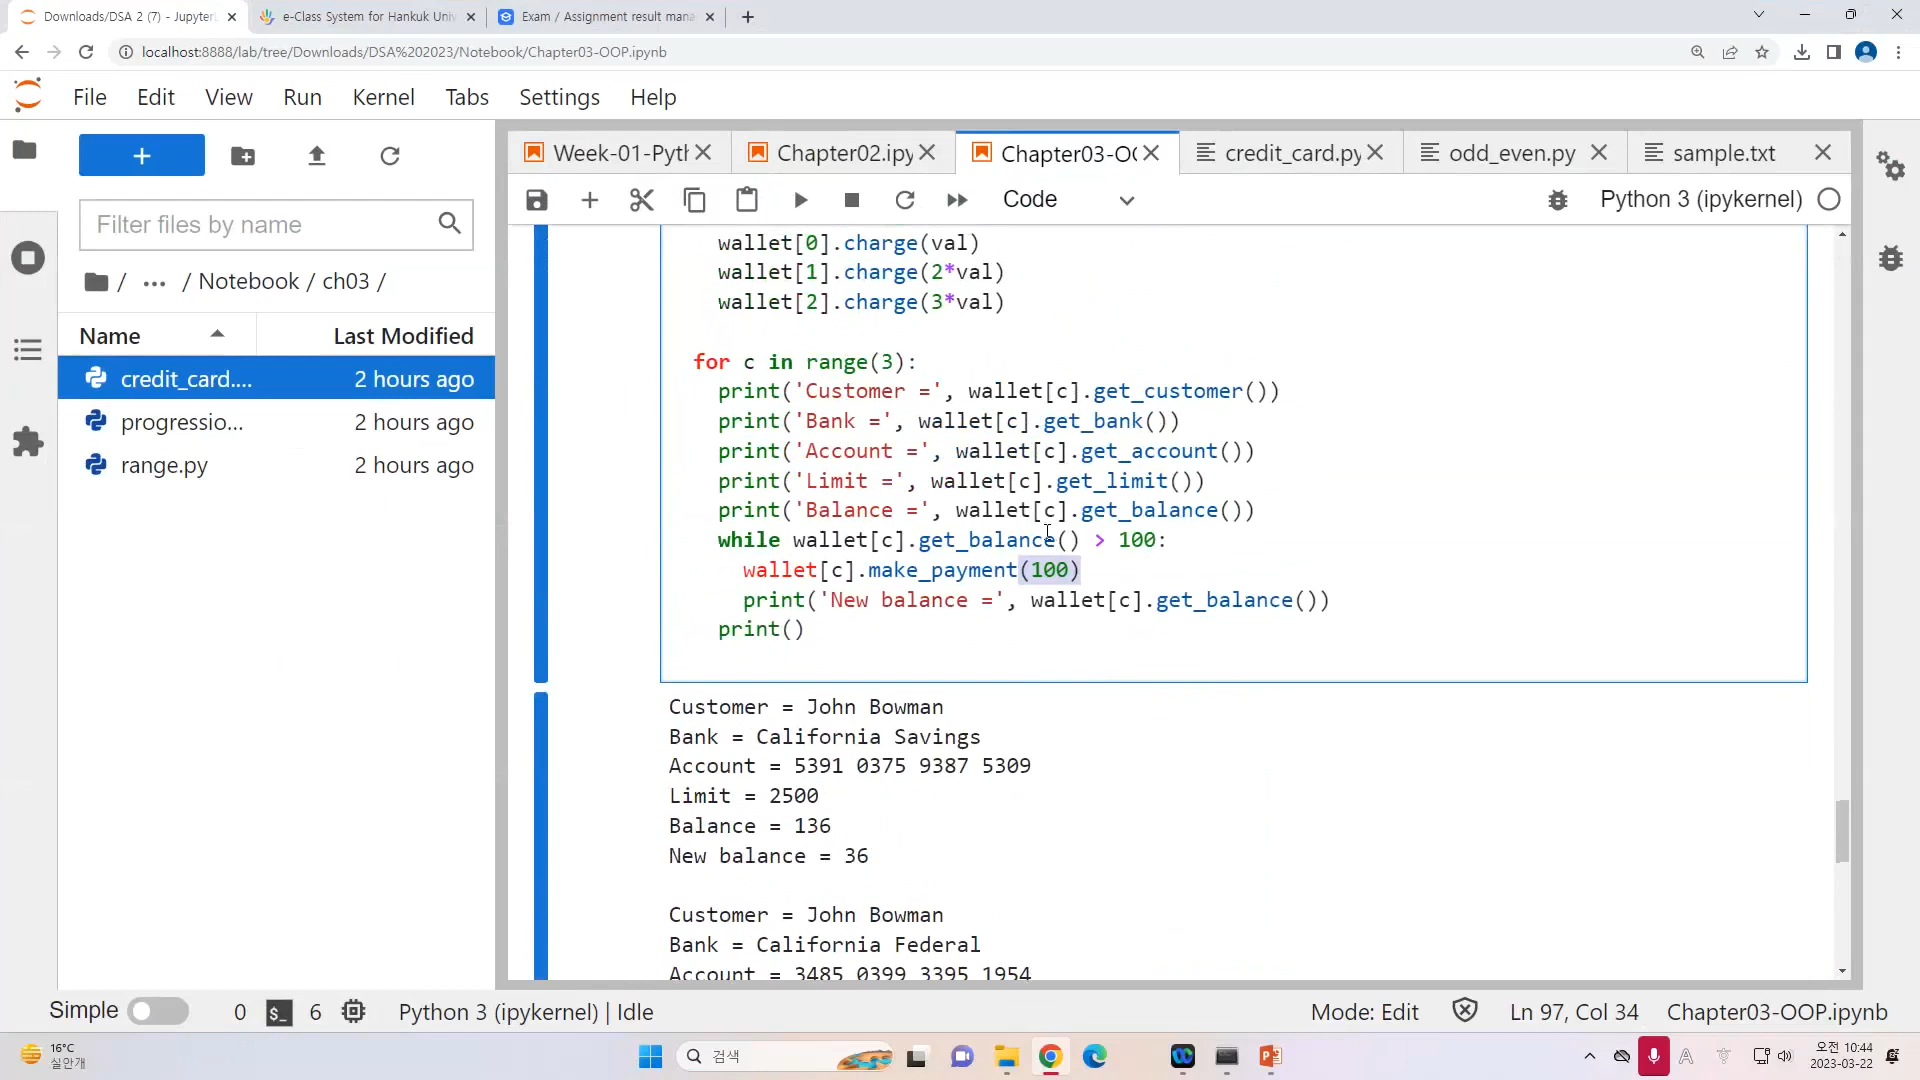 Downloads/DSA 2 (7) - Jupyter
e-Class System for Hankuk Univ
Exam / Assignment result mana
localhost:8888/lab/tree/Downloads/DSA%202023/Notebook/Chapter03-OOP.ipynb
File Edit View Run Kernel Tabs Settings Help
Filter files by name
/ ... / Notebook / ch03 /
Name Last Modified
credit_card.... 2 hours ago
progressio... 2 hours ago
range.py 2 hours ago
Week-01-Pyth Chapter02.ipy Chapter03-OO credit_card.py odd_even.py sample.txt
Code Python 3 (ipykernel)
wallet[0].charge(val)
wallet[1].charge(2*val)
wallet[2].charge(3*val)
for c in range(3):
print('Customer =', wallet[c].get_customer())
print('Bank =', wallet[c].get_bank())
print('Account =', wallet[c].get_account())
print('Limit =', wallet[c].get_limit())
print('Balance =', wallet[c].get_balance())
while wallet[c].get_balance() > 100:
wallet[c].make_payment(100)
print('New balance =', wallet[c].get_balance())
print()
Customer = John Bowman
Bank = California Savings
Account = 5391 0375 9387 5309
Limit = 2500
Balance = 136
New balance = 36
Customer = John Bowman
Bank = California Federal
Account = 3485 0399 3395 1954
Simple 0 $_ 6 Python 3 (ipykernel) | Idle Mode: Edit Ln 97, Col 34 Chapter03-OOP.ipynb
16°C
실안개
검색
A
오전 10:44
2023-03-22